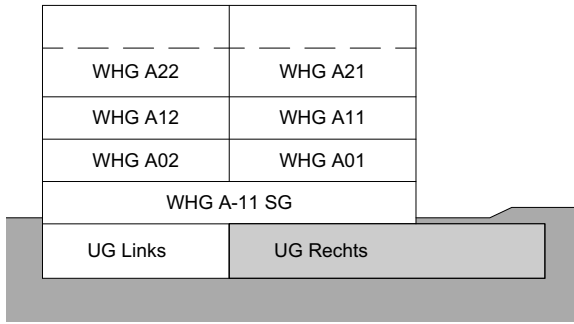 WHG A22 WHG A21
WHG A12 WHG A11
WHG A02 WHG A01
WHG A-11 SG
UG Links UG Rechts